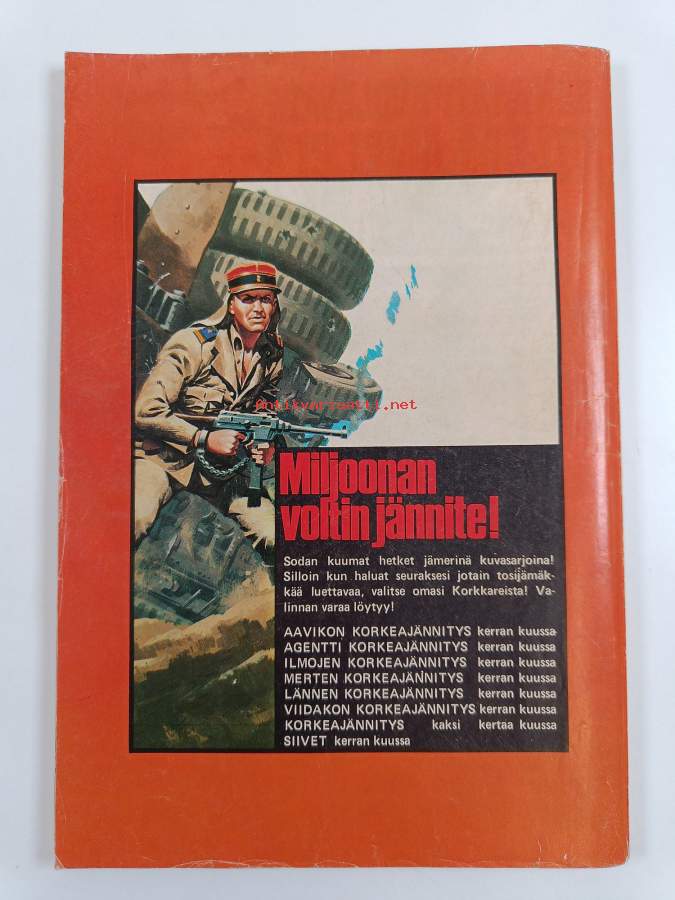 Antikvariaatti.net
Miljoonan
voltin jännite!
Sodan kuumat hetket jämerinä kuvasarjoina!
Silloin kun haluat seuraksesi jotain tosijämäk-
kää luettavaa, valitse omasi Korkkareista! Va-
linnan varaa löytyy!
AAVIKON KORKEAJÄNNITYS kerran kuussa
AGENTTI KORKEAJÄNNITYS kerran kuussa
ILMOJEN KORKEAJÄNNITYS kerran kuussa
MERTEN KORKEAJÄNNITYS kerran kuussa
LÄNNEN KORKEAJÄNNITYS kerran kuussa
VIIDAKON KORKEAJÄNNITYS kerran kuussa
KORKEAJÄNNITYS kaksi kertaa kuussa
SIIVET kerran kuussa